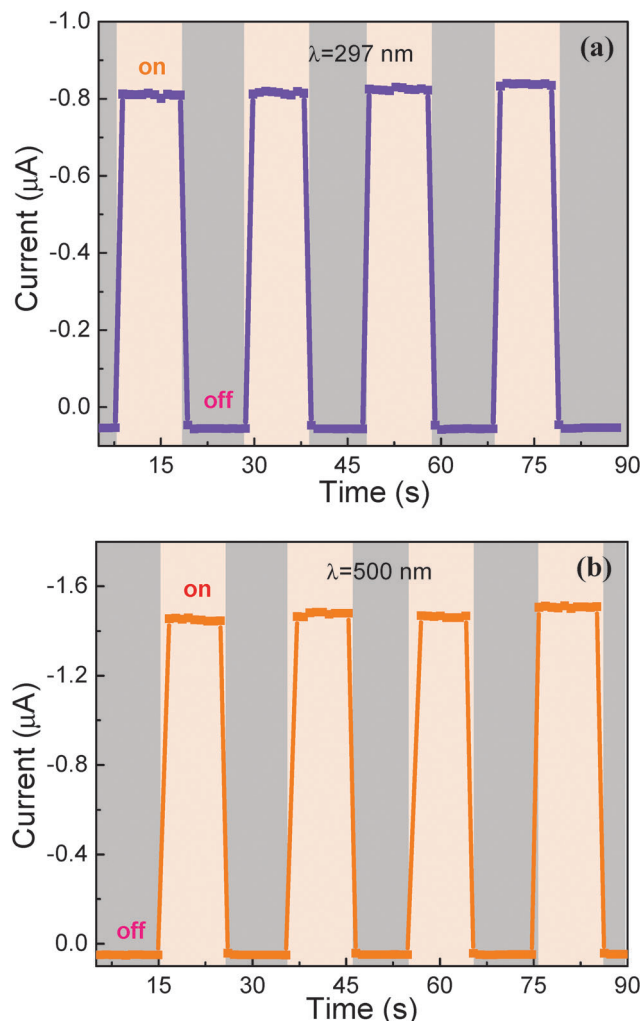 -1.0
(a)
λ=297 nm
on
-0.8
-0.6
Current (μA)
-0.4
-0.2
off
0.0
15 30 45 60 75 90
Time (s)
(b)
λ=500 nm
-1.6
on
-1.2
Current (μA)
-0.8
-0.4
off
0.0
15 30 45 60 75 90
Time (s)